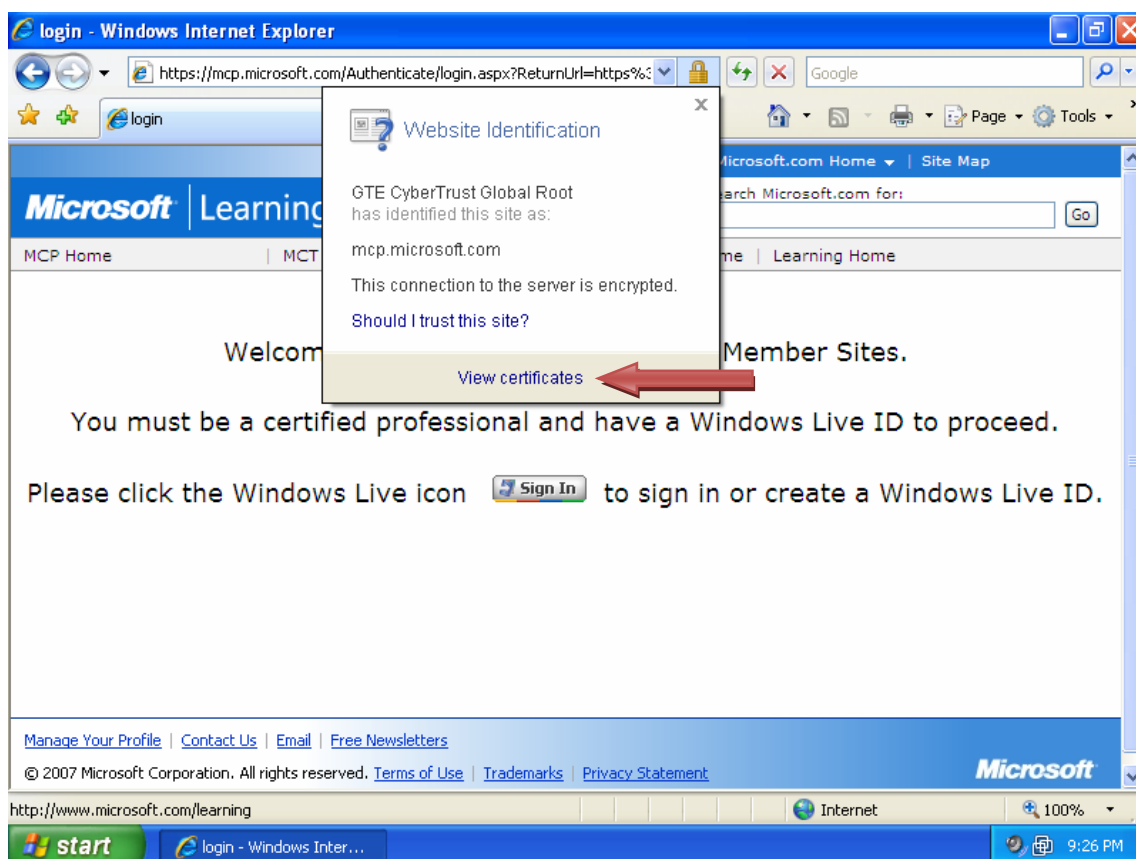 login - Windows Internet Explorer
https://mcp.microsoft.com/Authenticate/login.aspx?ReturnUrl=https%3
Google
login
Page
Tools
Website Identification
GTE CyberTrust Global Root
has identified this site as:
mcp.microsoft.com
This connection to the server is encrypted.
Should I trust this site?
View certificates
Microsoft.com Home | Site Map
Microsoft Learning
earch Microsoft.com for:
Go
MCP Home | MCT
me | Learning Home
Welcom Member Sites.
You must be a certified professional and have a Windows Live ID to proceed.
Please click the Windows Live icon Sign In to sign in or create a Windows Live ID.
Manage Your Profile | Contact Us | Email | Free Newsletters
© 2007 Microsoft Corporation. All rights reserved. Terms of Use | Trademarks | Privacy Statement
Microsoft
http://www.microsoft.com/learning
Internet
100%
start
login - Windows Inter...
9:26 PM